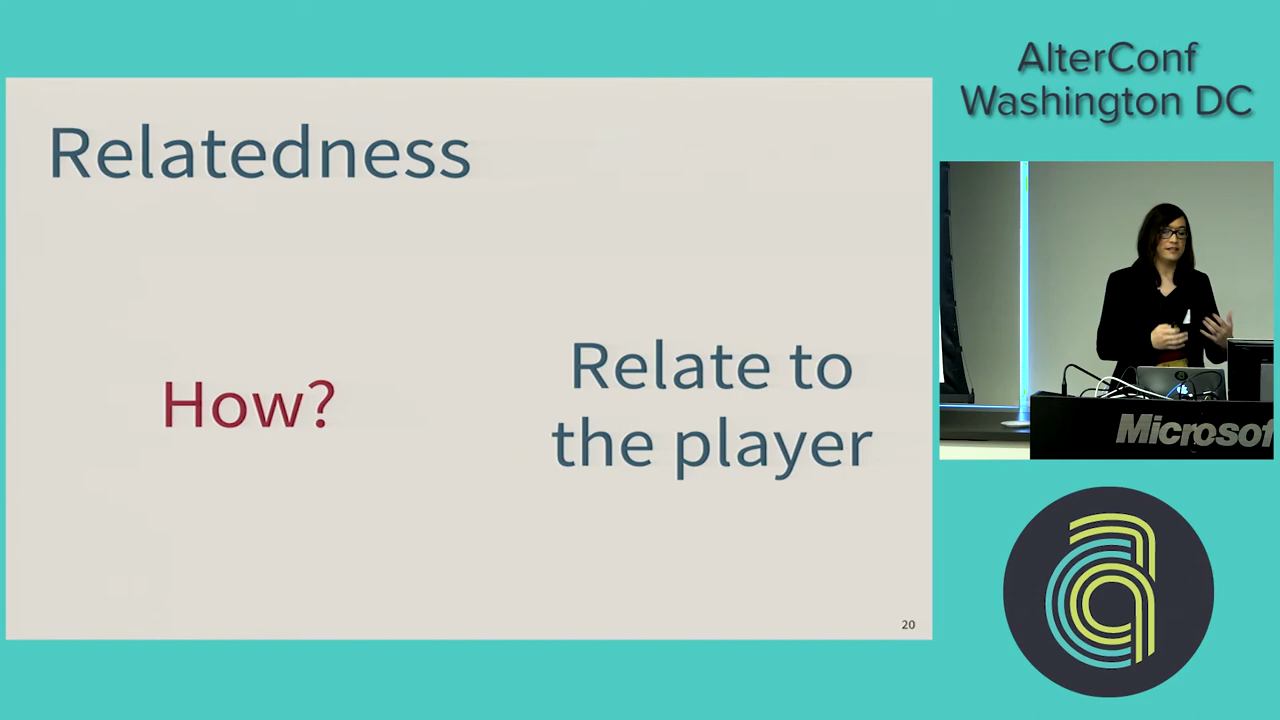 AlterConf
Washington DC
Relatedness
How?
Relate to
the player
20
Microsof